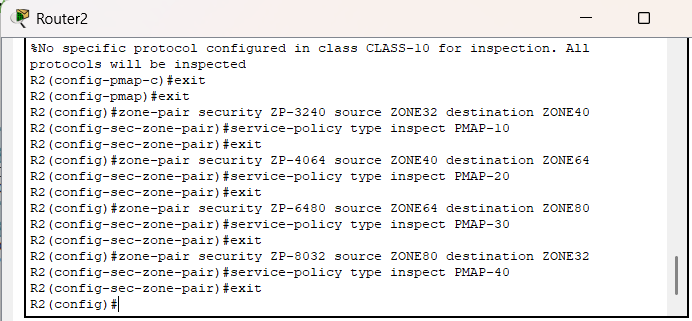 Router2
%No specific protocol configured in class CLASS-10 for inspection. All
protocols will be inspected
R2(config-pmap-c)#exit
R2(config-pmap)#exit
R2(config)#zone-pair security ZP-3240 source ZONE32 destination ZONE40
R2(config-sec-zone-pair)#service-policy type inspect PMAP-10
R2(config-sec-zone-pair)#exit
R2(config)#zone-pair security ZP-4064 source ZONE40 destination ZONE64
R2(config-sec-zone-pair)#service-policy type inspect PMAP-20
R2(config-sec-zone-pair)#exit
R2(config)#zone-pair security ZP-6480 source ZONE64 destination ZONE80
R2(config-sec-zone-pair)#service-policy type inspect PMAP-30
R2(config-sec-zone-pair)#exit
R2(config)#zone-pair security ZP-8032 source ZONE80 destination ZONE32
R2(config-sec-zone-pair)#service-policy type inspect PMAP-40
R2(config-sec-zone-pair)#exit
R2(config)#